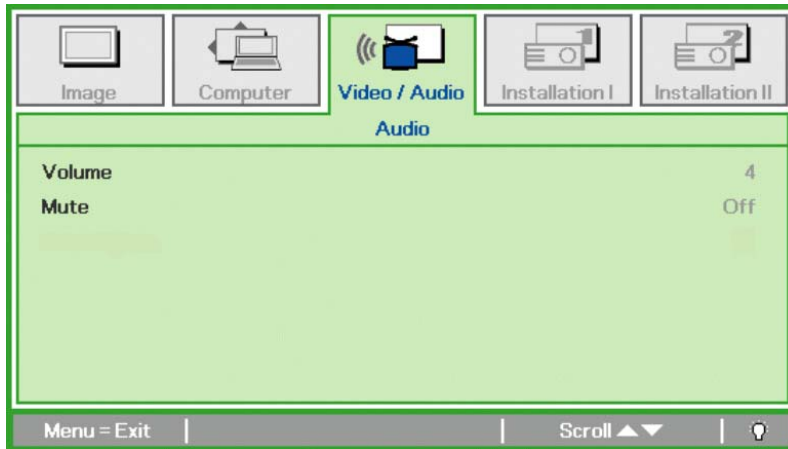 Image Computer Video / Audio Installation I Installation II
Audio
Volume 4
Mute Off
Menu = Exit Scroll